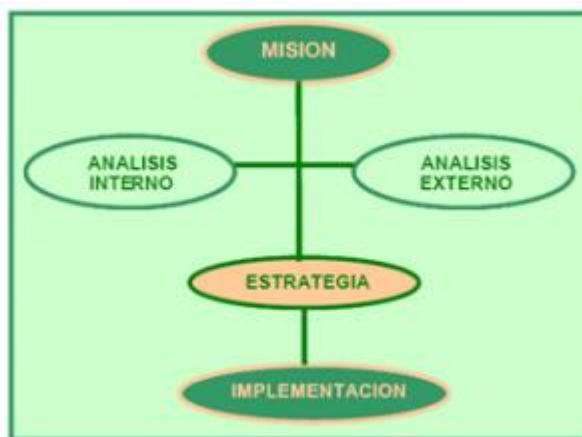 MISION
ANALISIS
INTERNO
ANALISIS
EXTERNO
ESTRATEGIA
IMPLEMENTACION